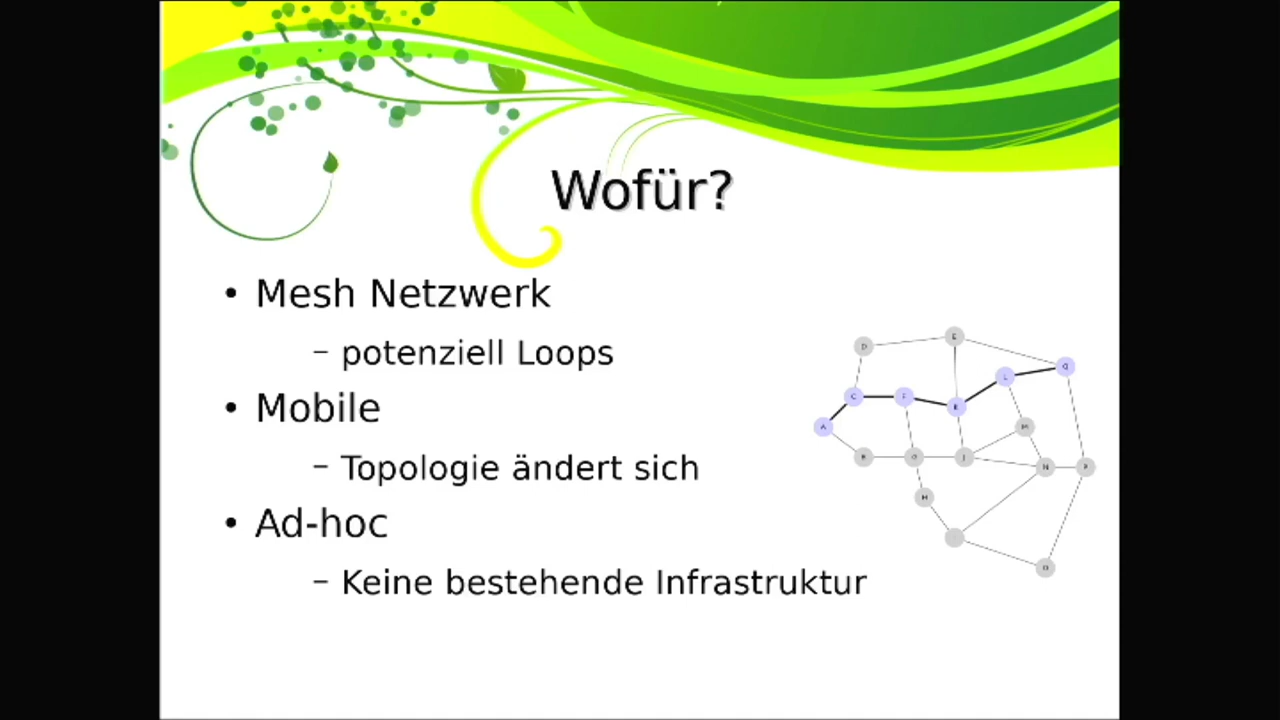 Wofür?
• Mesh Netzwerk
– potenziell Loops
• Mobile
– Topologie ändert sich
• Ad-hoc
– Keine bestehende Infrastruktur
D
E
C
F
L
A
M
J
N
P
H